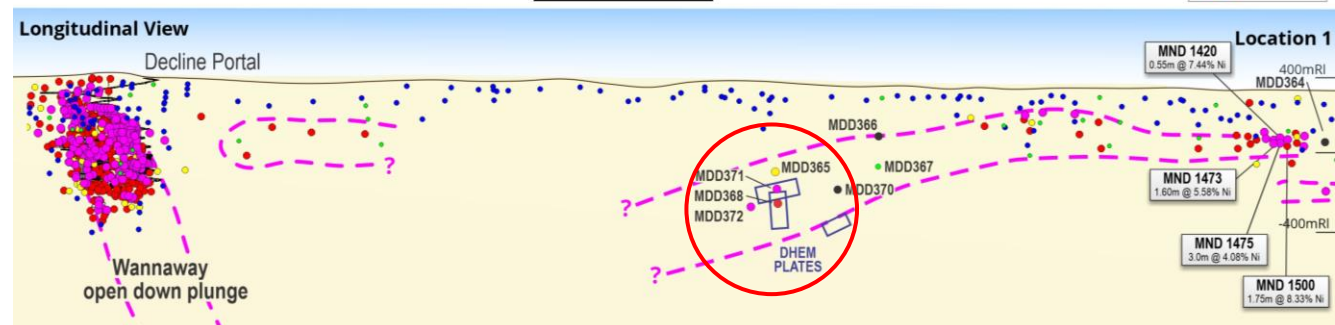 Longitudinal View
Decline Portal
Location 1
MND 1420
0.55m @ 7.44% Ni
400mRl
MDD364
MDD366
MDD371
MDD365
MDD367
MDD368
MDD370
MDD372
MND 1473
1.60m @ 5.58% Ni
?
?
?
-400mRl
MND 1475
3.0m @ 4.08% Ni
DHEM
PLATES
Wannaway
open down plunge
MND 1500
1.75m @ 8.33% Ni